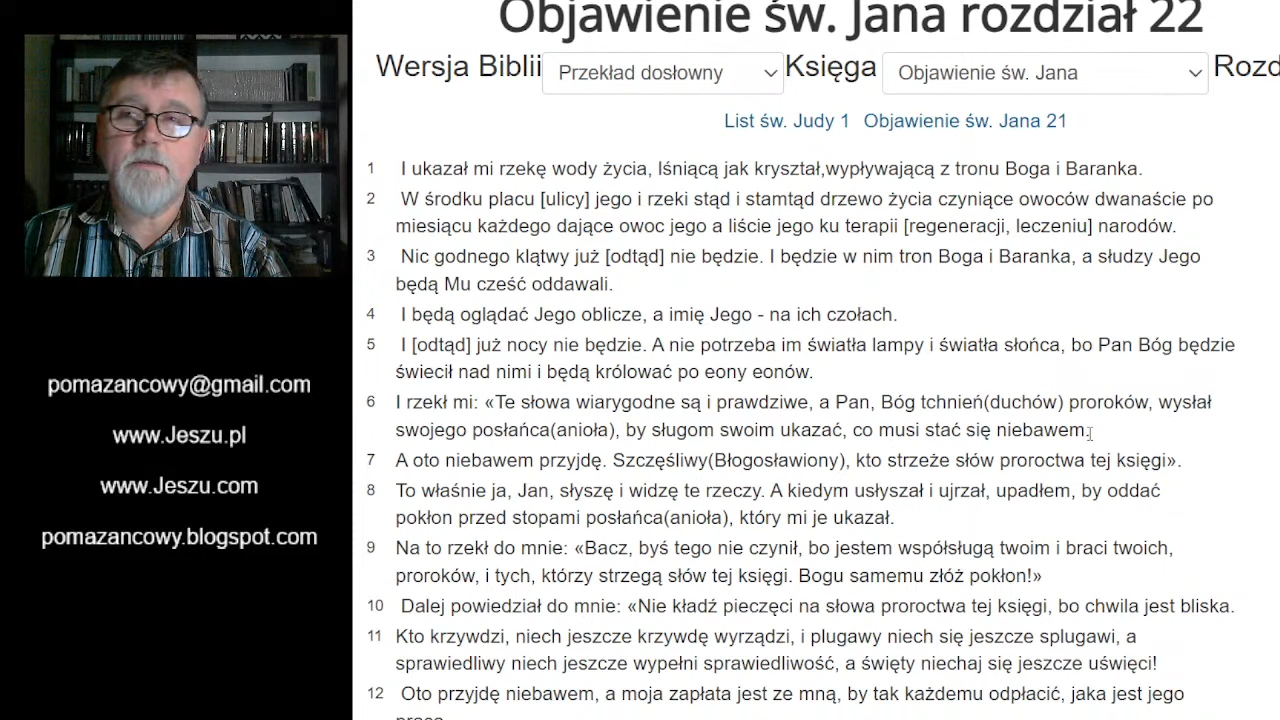 Objawienie św. Jana rozdział 22
Wersja Biblii Przekład dosłowny Księga Objawienie św. Jana Rozd
List św. Judy 1 Objawienie św. Jana 21
1 I ukazał mi rzekę wody życia, lśniącą jak kryształ,wypływającą z tronu Boga i Baranka.
2 W środku placu [ulicy] jego i rzeki stąd i stamtąd drzewo życia czyniące owoców dwanaście po
miesiącu każdego dające owoc jego a liście jego ku terapii [regeneracji, leczeniu] narodów.
3 Nic godnego klątwy już [odtąd] nie będzie. I będzie w nim tron Boga i Baranka, a słudzy Jego
będą Mu cześć oddawali.
4 I będą oglądać Jego oblicze, a imię Jego - na ich czołach.
5 I [odtąd] już nocy nie będzie. A nie potrzeba im światła lampy i światła słońca, bo Pan Bóg będzie
świecił nad nimi i będą królować po eony eonów.
6 I rzekł mi: «Te słowa wiarygodne są i prawdziwe, a Pan, Bóg tchnień(duchów) proroków, wysłał
swojego posłańca(anioła), by sługom swoim ukazać, co musi stać się niebawem.
7 A oto niebawem przyjdę. Szczęśliwy(Błogosławiony), kto strzeże słów proroctwa tej księgi».
8 To właśnie ja, Jan, słyszę i widzę te rzeczy. A kiedym usłyszał i ujrzał, upadłem, by oddać
pokłon przed stopami posłańca(anioła), który mi je ukazał.
9 Na to rzekł do mnie: «Bacz, byś tego nie czynił, bo jestem współsługą twoim i braci twoich,
proroków, i tych, którzy strzegą słów tej księgi. Bogu samemu złóż pokłon!»
10 Dalej powiedział do mnie: «Nie kładź pieczęci na słowa proroctwa tej księgi, bo chwila jest bliska.
11 Kto krzywdzi, niech jeszcze krzywdę wyrządzi, i plugawy niech się jeszcze splugawi, a
sprawiedliwy niech jeszcze wypełni sprawiedliwość, a święty niechaj się jeszcze uświęci!
12 Oto przyjdę niebawem, a moja zapłata jest ze mną, by tak każdemu odpłacić, jaka jest jego
pomazancowy@gmail.com
www.Jeszu.pl
www.Jeszu.com
pomazancowy.blogspot.com